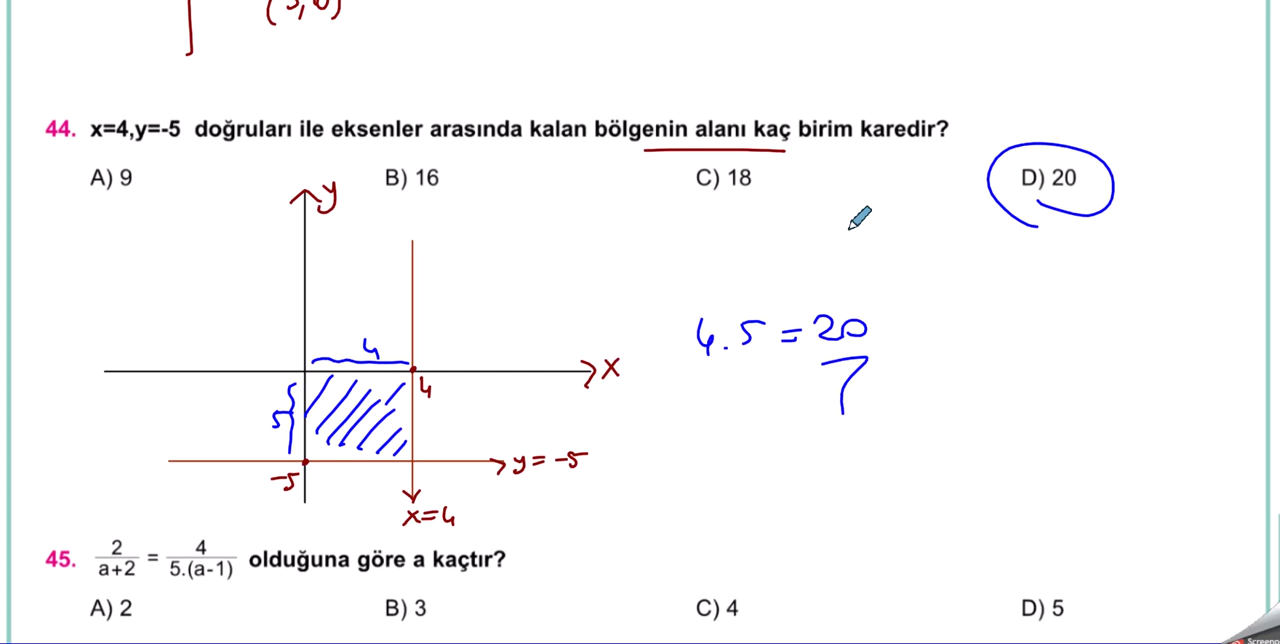 44. x=4,y=-5 doğruları ile eksenler arasında kalan bölgenin alanı kaç birim karedir?
A) 9 B) 16 C) 18 D) 20
y
4.5=20
4
x
4
5
y=-5
-5
x=4
45. 2/(a+2) = 4/(5.(a-1)) olduğuna göre a kaçtır?
A) 2 B) 3 C) 4 D) 5